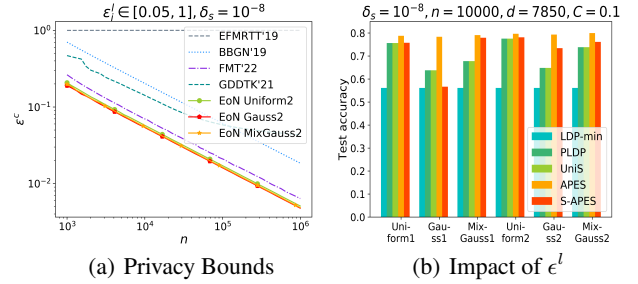 ε_i^l ∈ [0.05, 1], δ_s = 10^{-8}
ε^c
10^0
10^{-1}
10^{-2}
EFMRTT'19
BBGN'19
FMT'22
GDDTK'21
EoN Uniform2
EoN Gauss2
EoN MixGauss2
10^3
10^4
10^5
10^6
n
(a) Privacy Bounds
δ_s = 10^{-8}, n = 10000, d = 7850, C = 0.1
Test accuracy
0.8
0.7
0.6
0.5
0.4
0.3
0.2
0.1
0.0
LDP-min
PLDP
UniS
APES
S-APES
Uni-
form1
Gau-
ss1
Mix-
Gauss1
Uni-
form2
Gau-
ss2
Mix-
Gauss2
(b) Impact of ϵ^l